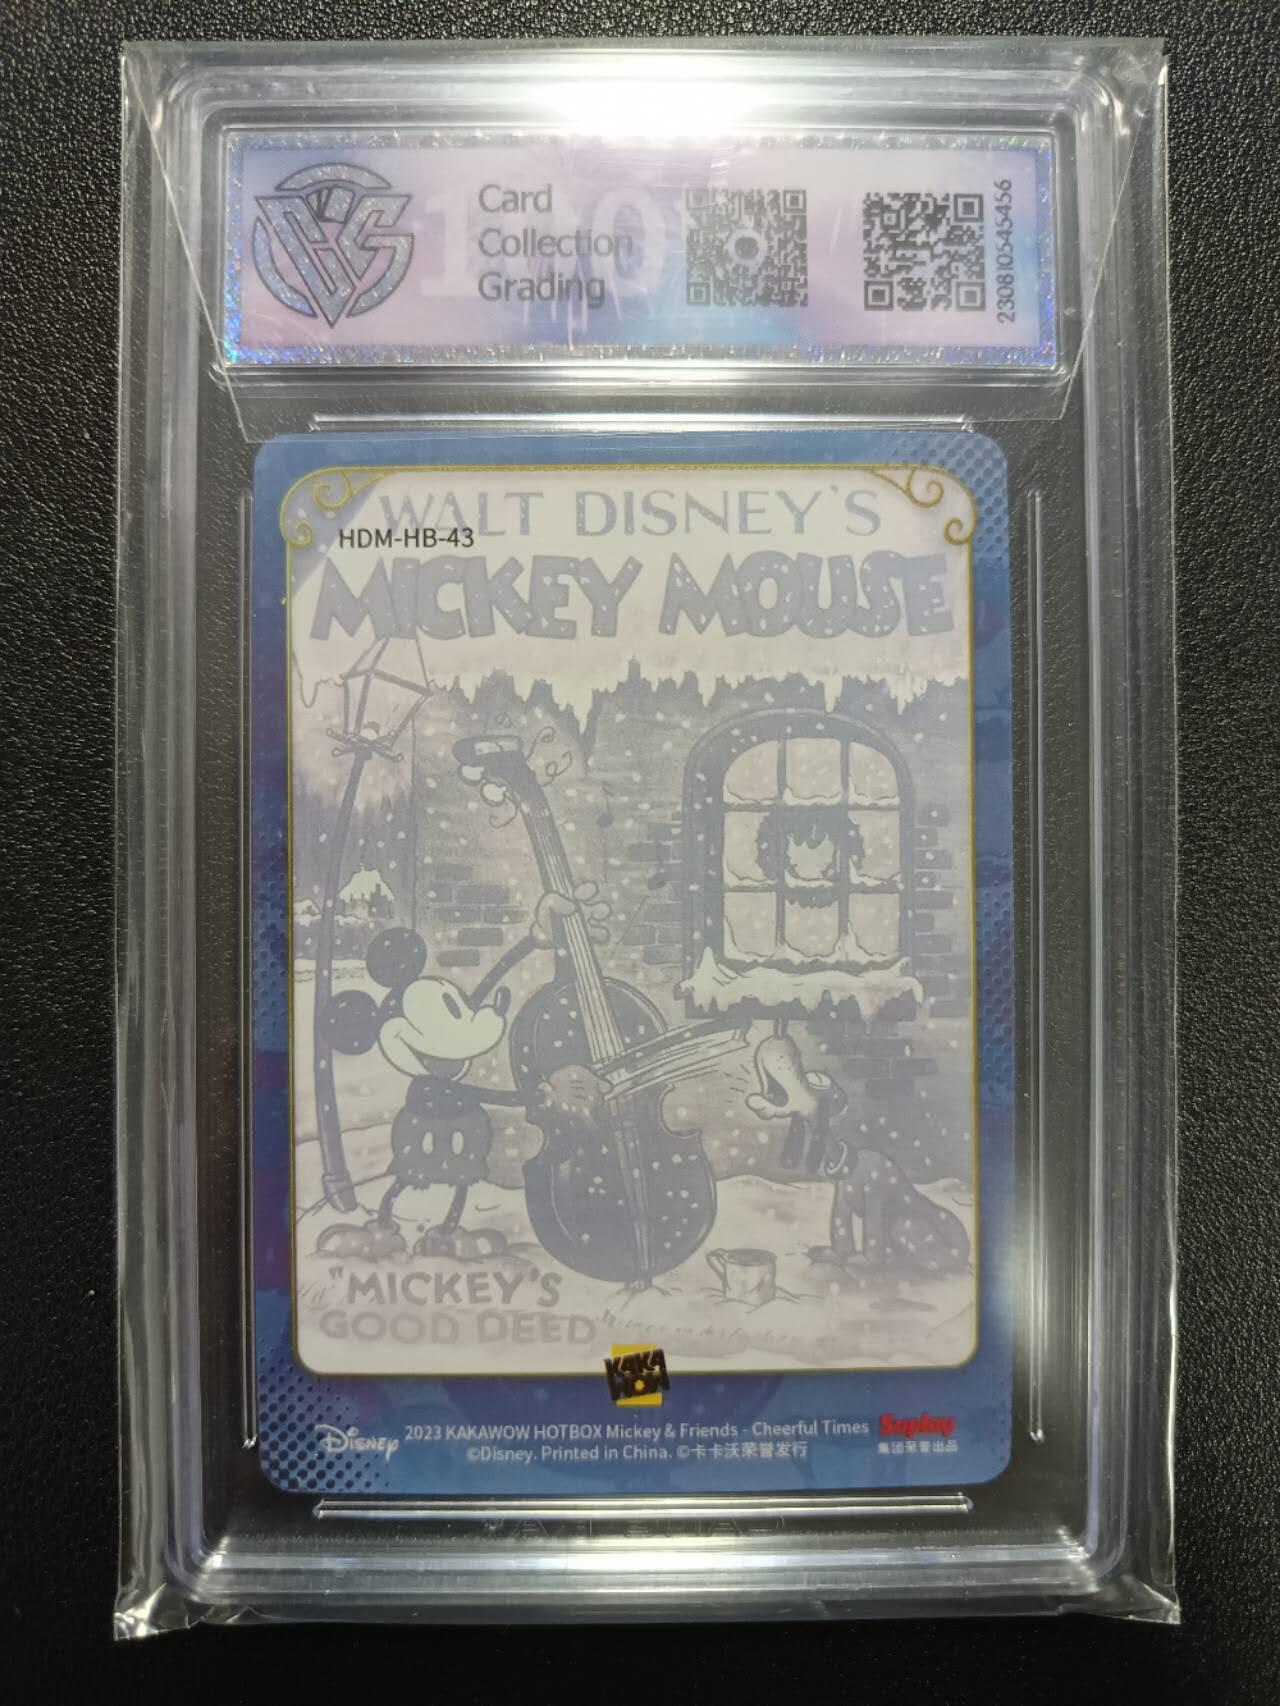 CCG
Card
Collection
Grading
2308105455456
WALT DISNEY'S
HDM-HB-43
MICKEY MOUSE
"MICKEY'S
GOOD DEED"
KAKA
WOW
Disney
2023 KAKAWOW HOTBOX Mickey & Friends - Cheerful Times
©Disney. Printed in China. ©卡卡沃荣誉发行
Suplay
集团荣誉出品